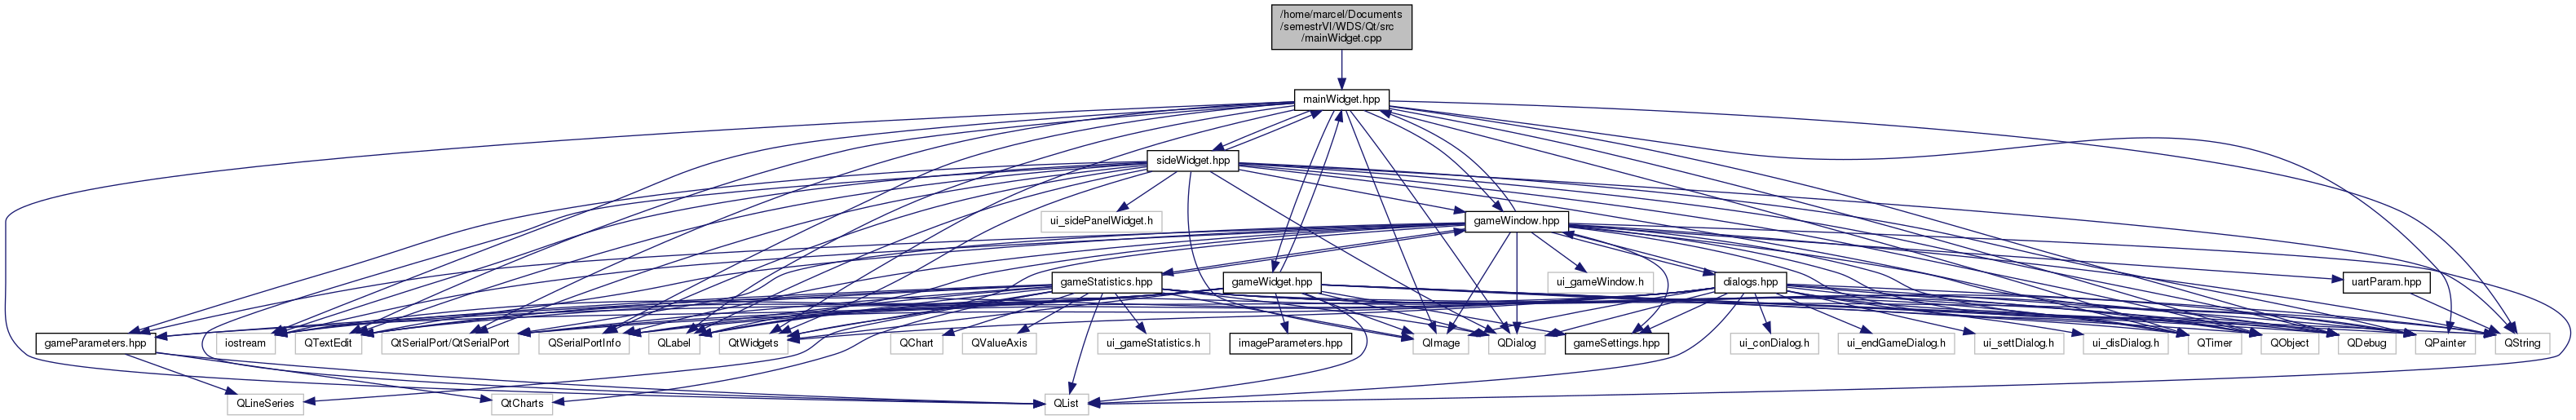 /home/marcel/Documents
/semestrVI/WDS/Qt/src
/mainWidget.cpp
mainWidget.hpp
sideWidget.hpp
ui_sidePanelWidget.h
gameWindow.hpp
gameStatistics.hpp
gameWidget.hpp
ui_gameWindow.h
dialogs.hpp
uartParam.hpp
gameParameters.hpp
iostream
QTextEdit
QtSerialPort/QtSerialPort
QSerialPortInfo
QLabel
QtWidgets
QChart
QValueAxis
ui_gameStatistics.h
imageParameters.hpp
QImage
QDialog
gameSettings.hpp
ui_conDialog.h
ui_endGameDialog.h
ui_settDialog.h
ui_disDialog.h
QTimer
QObject
QDebug
QPainter
QString
QLineSeries
QtCharts
QList